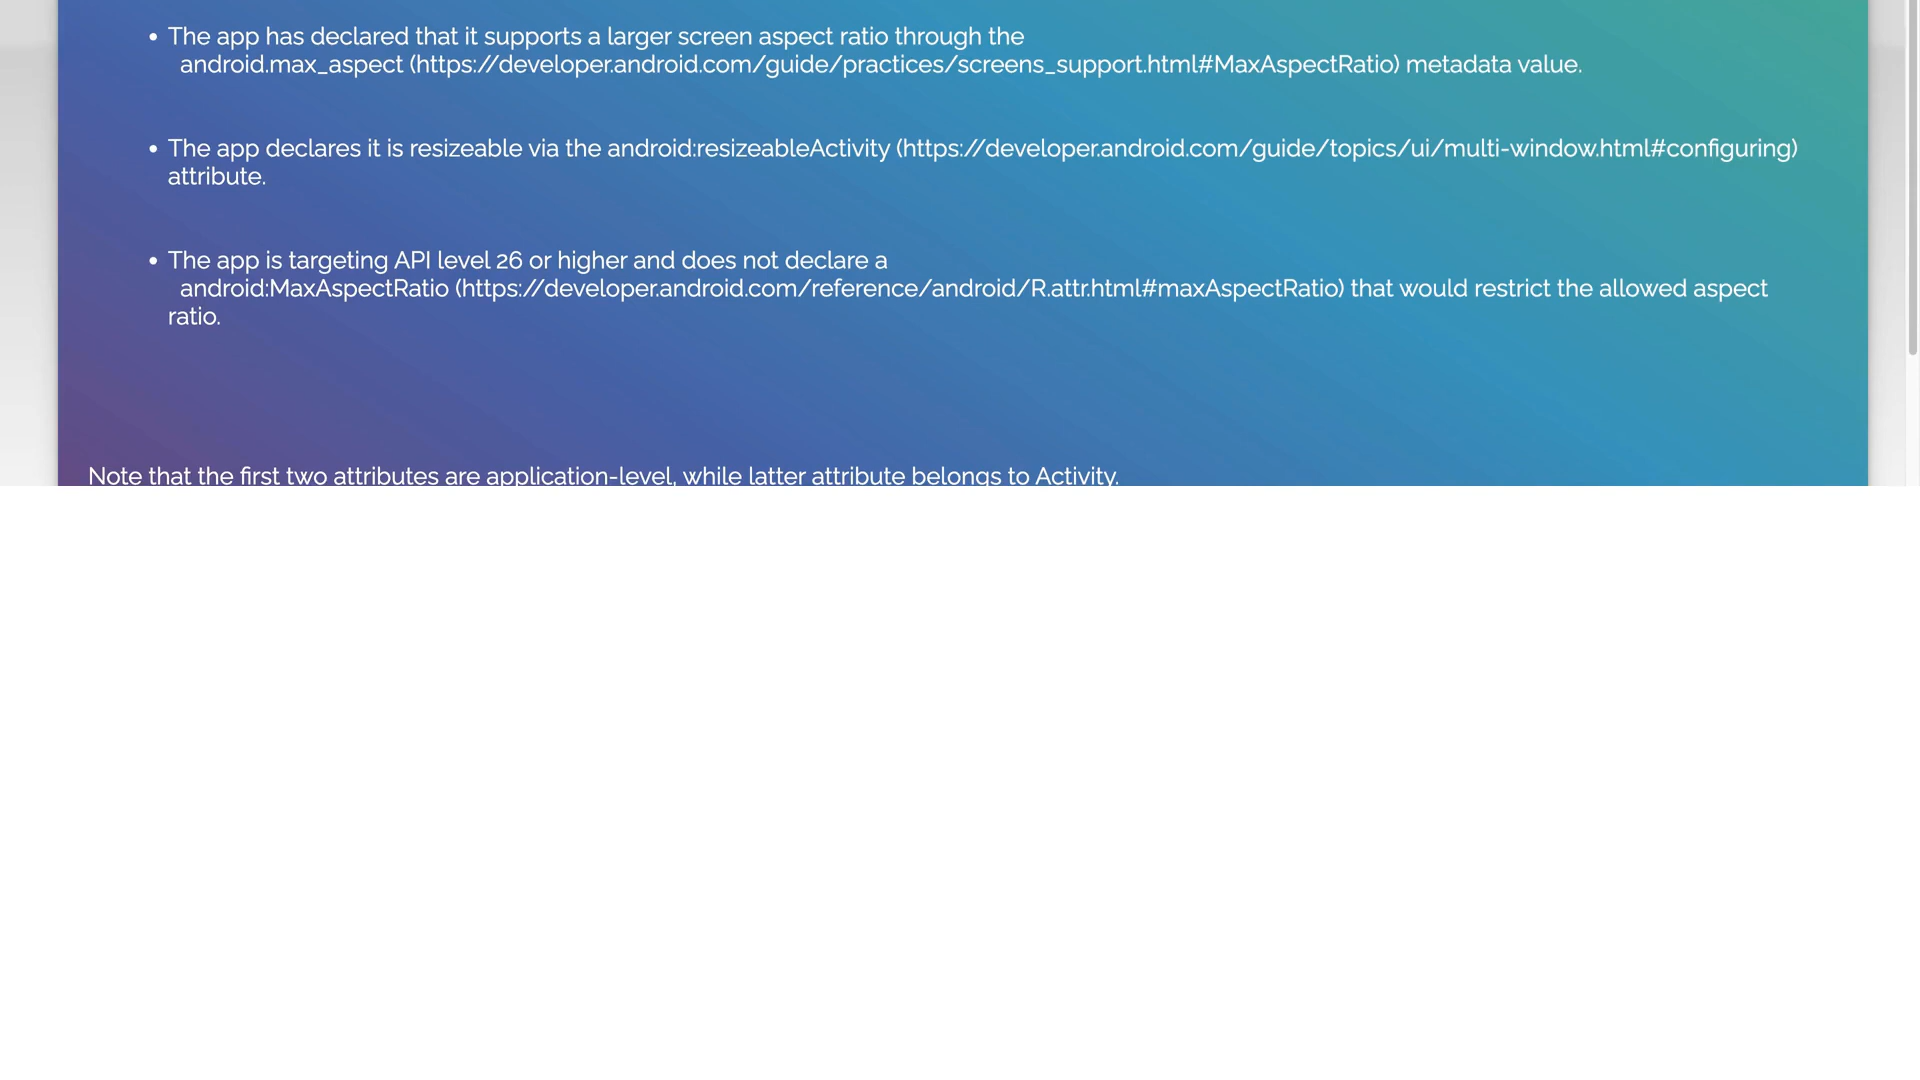 • The app has declared that it supports a larger screen aspect ratio through the
android.max_aspect (https://developer.android.com/guide/practices/screens_support.html#MaxAspectRatio) metadata value.
• The app declares it is resizeable via the android:resizeableActivity (https://developer.android.com/guide/topics/ui/multi-window.html#configuring)
attribute.
• The app is targeting API level 26 or higher and does not declare a
android:MaxAspectRatio (https://developer.android.com/reference/android/R.attr.html#maxAspectRatio) that would restrict the allowed aspect
ratio.
Note that the first two attributes are application-level, while latter attribute belongs to Activity.